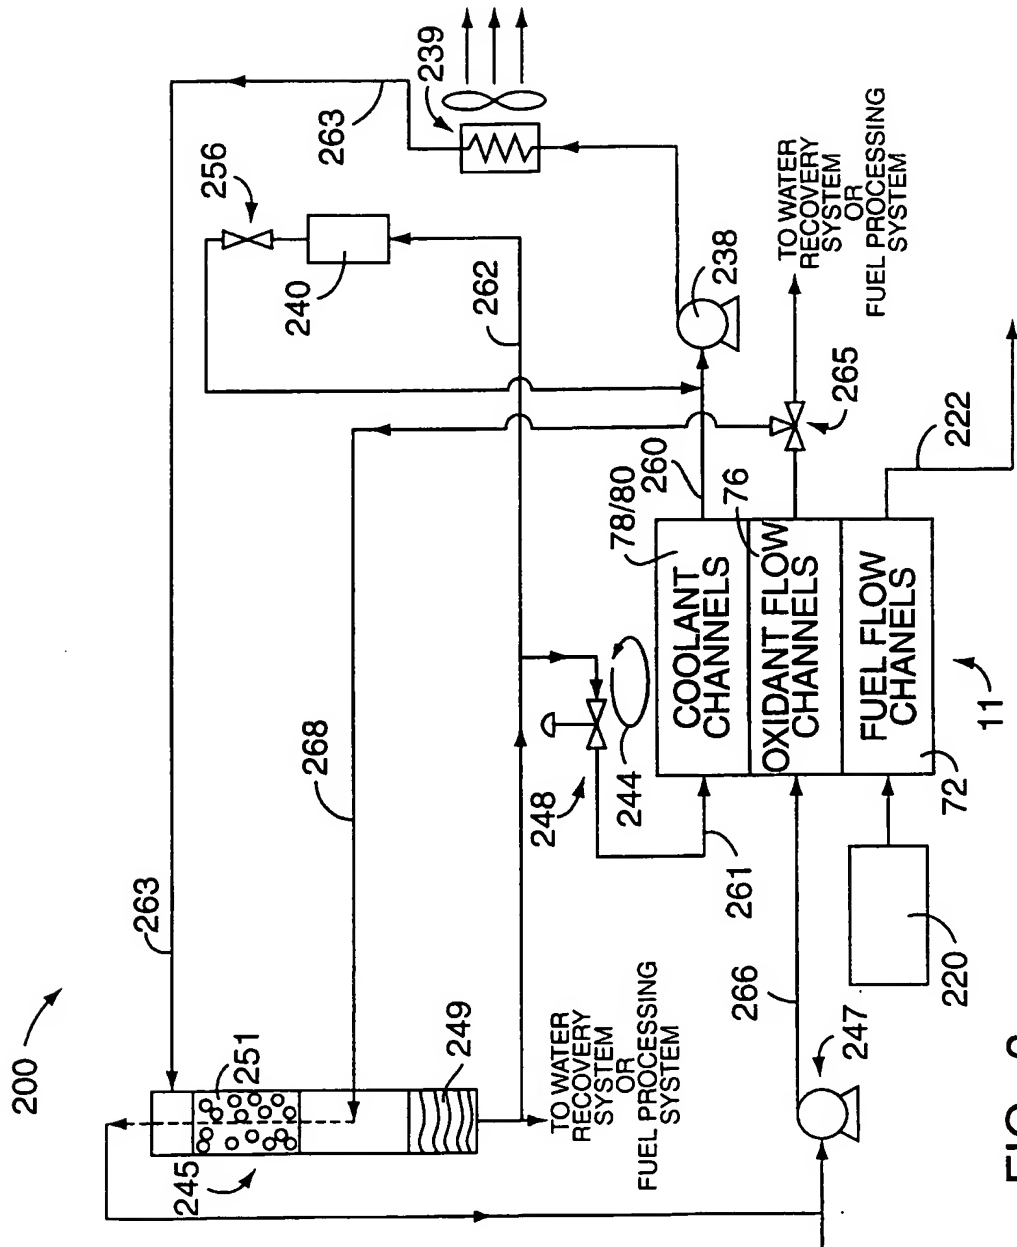 200
263
263
239
256
240
262
238
268
251
245
249
TO WATER
RECOVERY
SYSTEM
OR
FUEL PROCESSING
SYSTEM
248
244
261
260
78/80
COOLANT
CHANNELS
76
OXIDANT FLOW
CHANNELS
FUEL FLOW
CHANNELS
72
11
265
TO WATER
RECOVERY
SYSTEM
OR
FUEL PROCESSING
SYSTEM
222
266
247
220
FIG